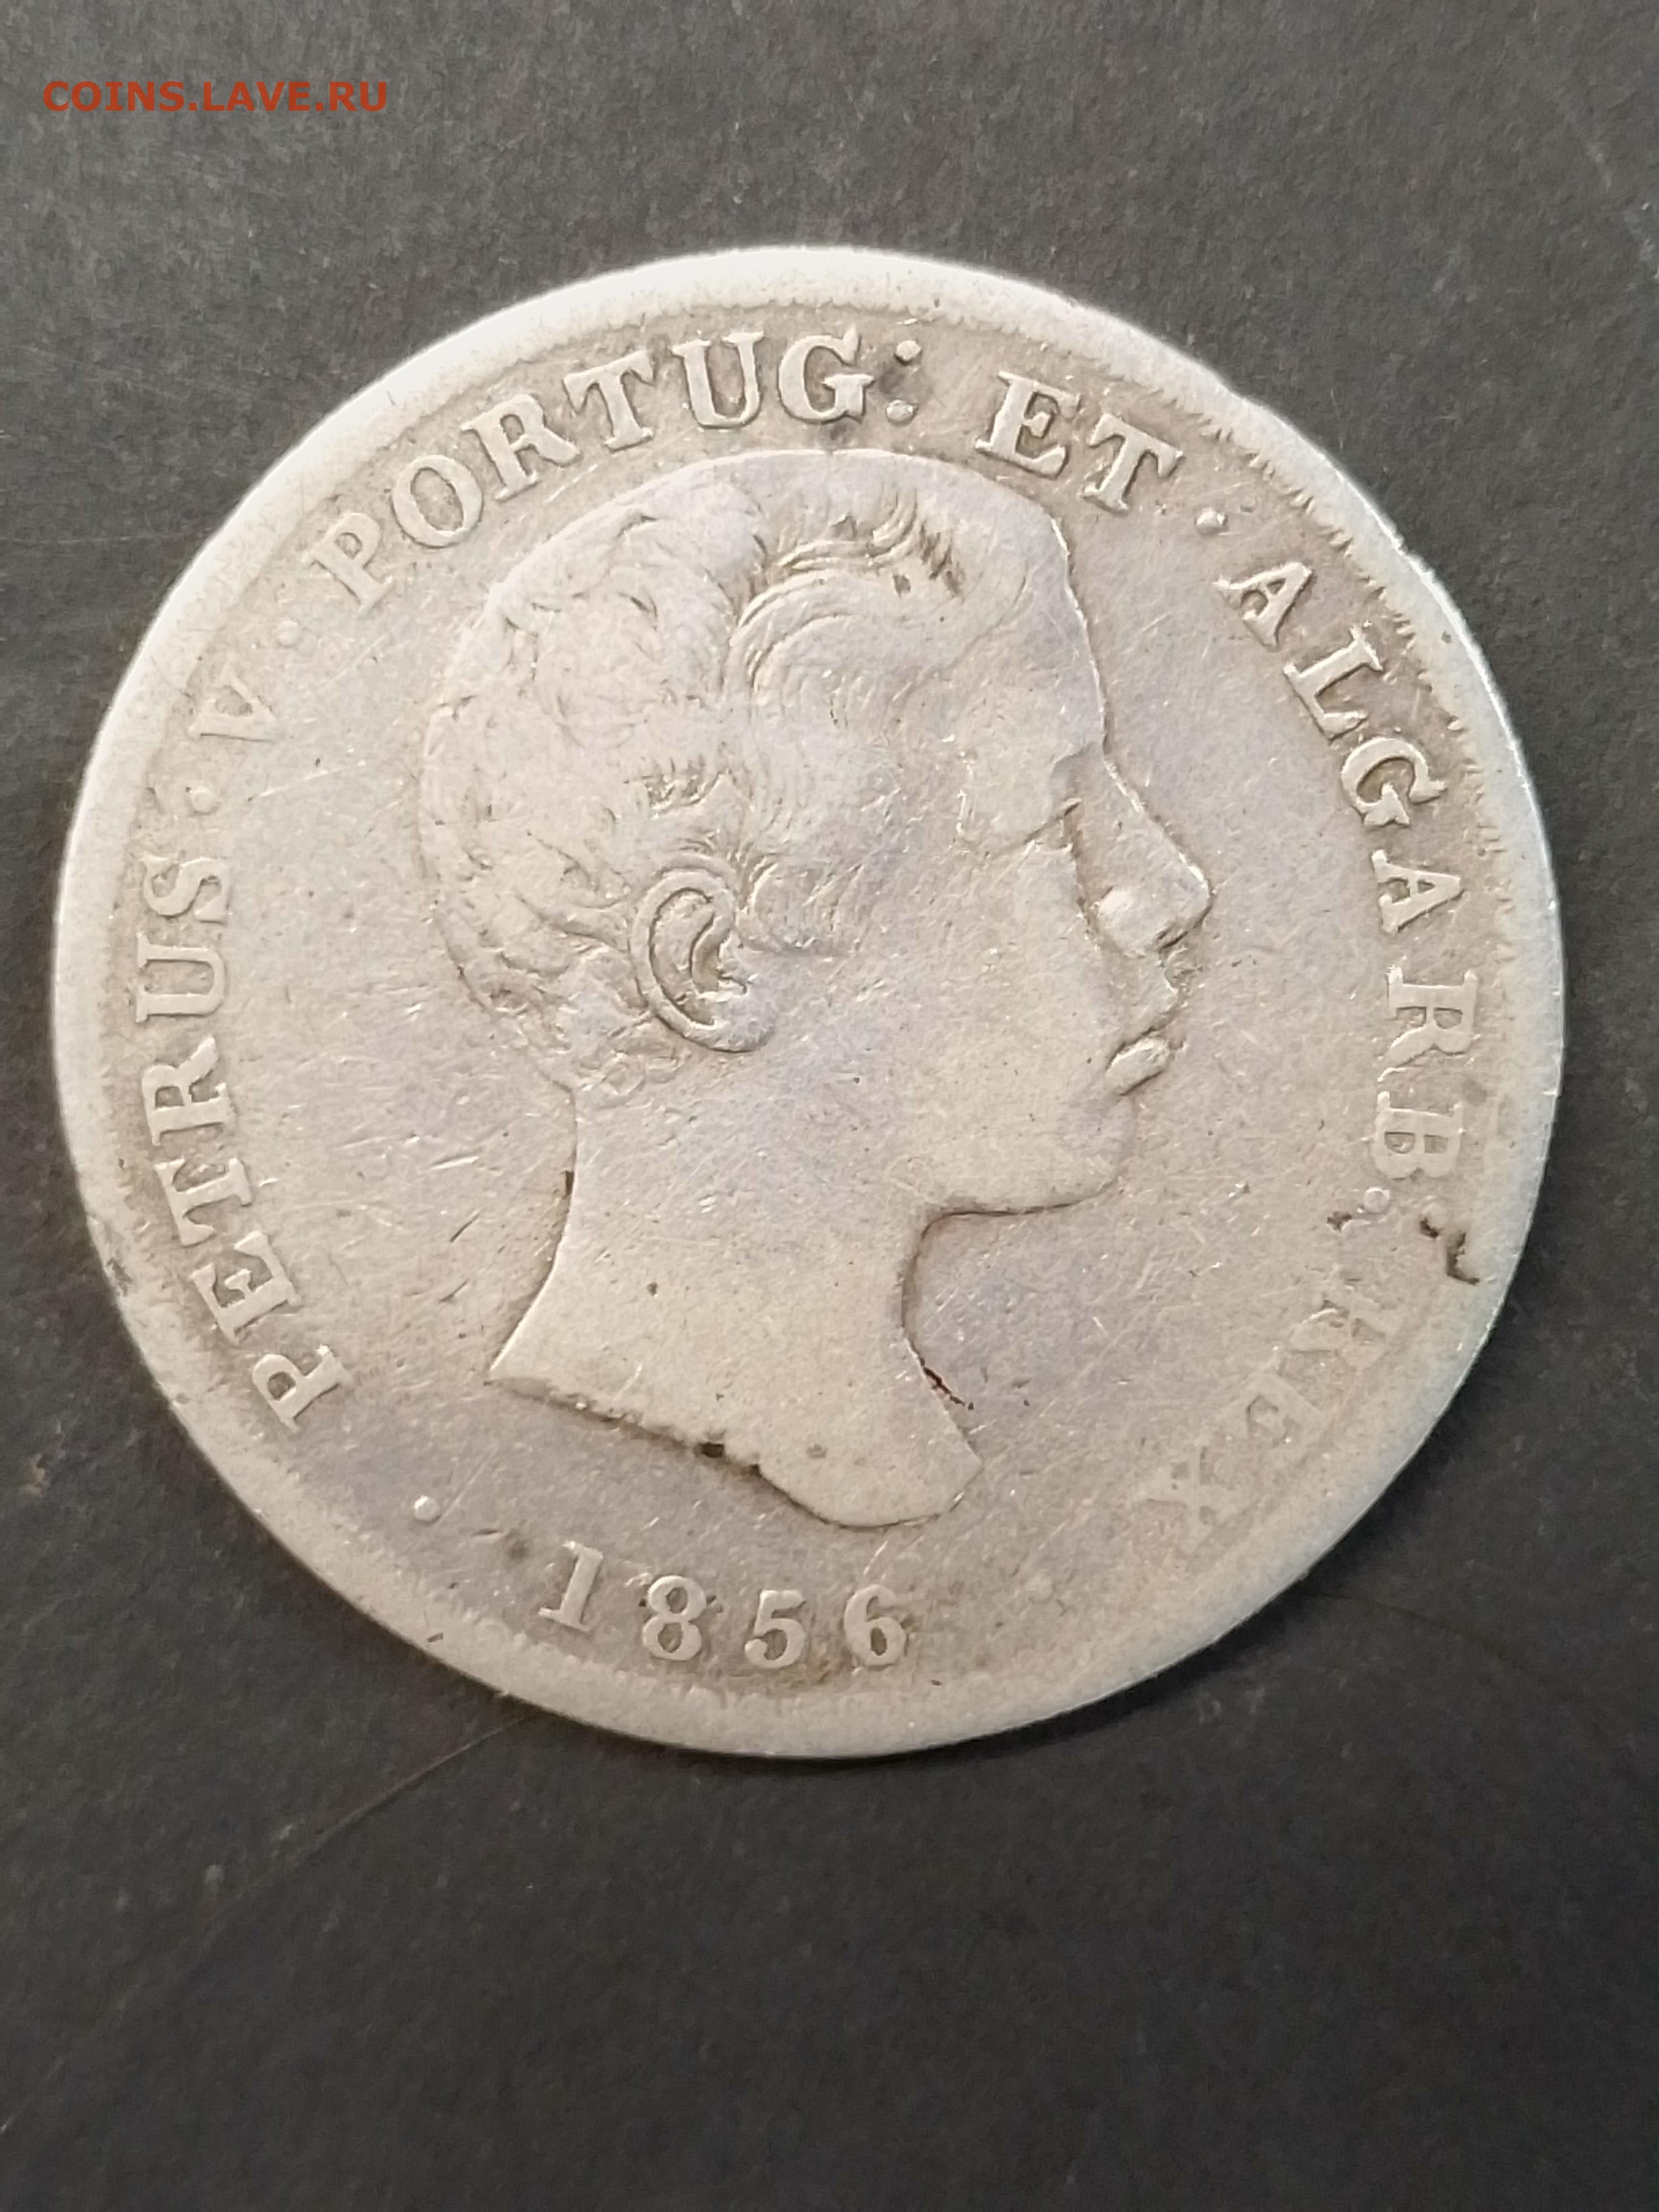 COINS.LAVE.RU
PETRUS · V · PORTUG: ET · ALGARB: REX
· 1856